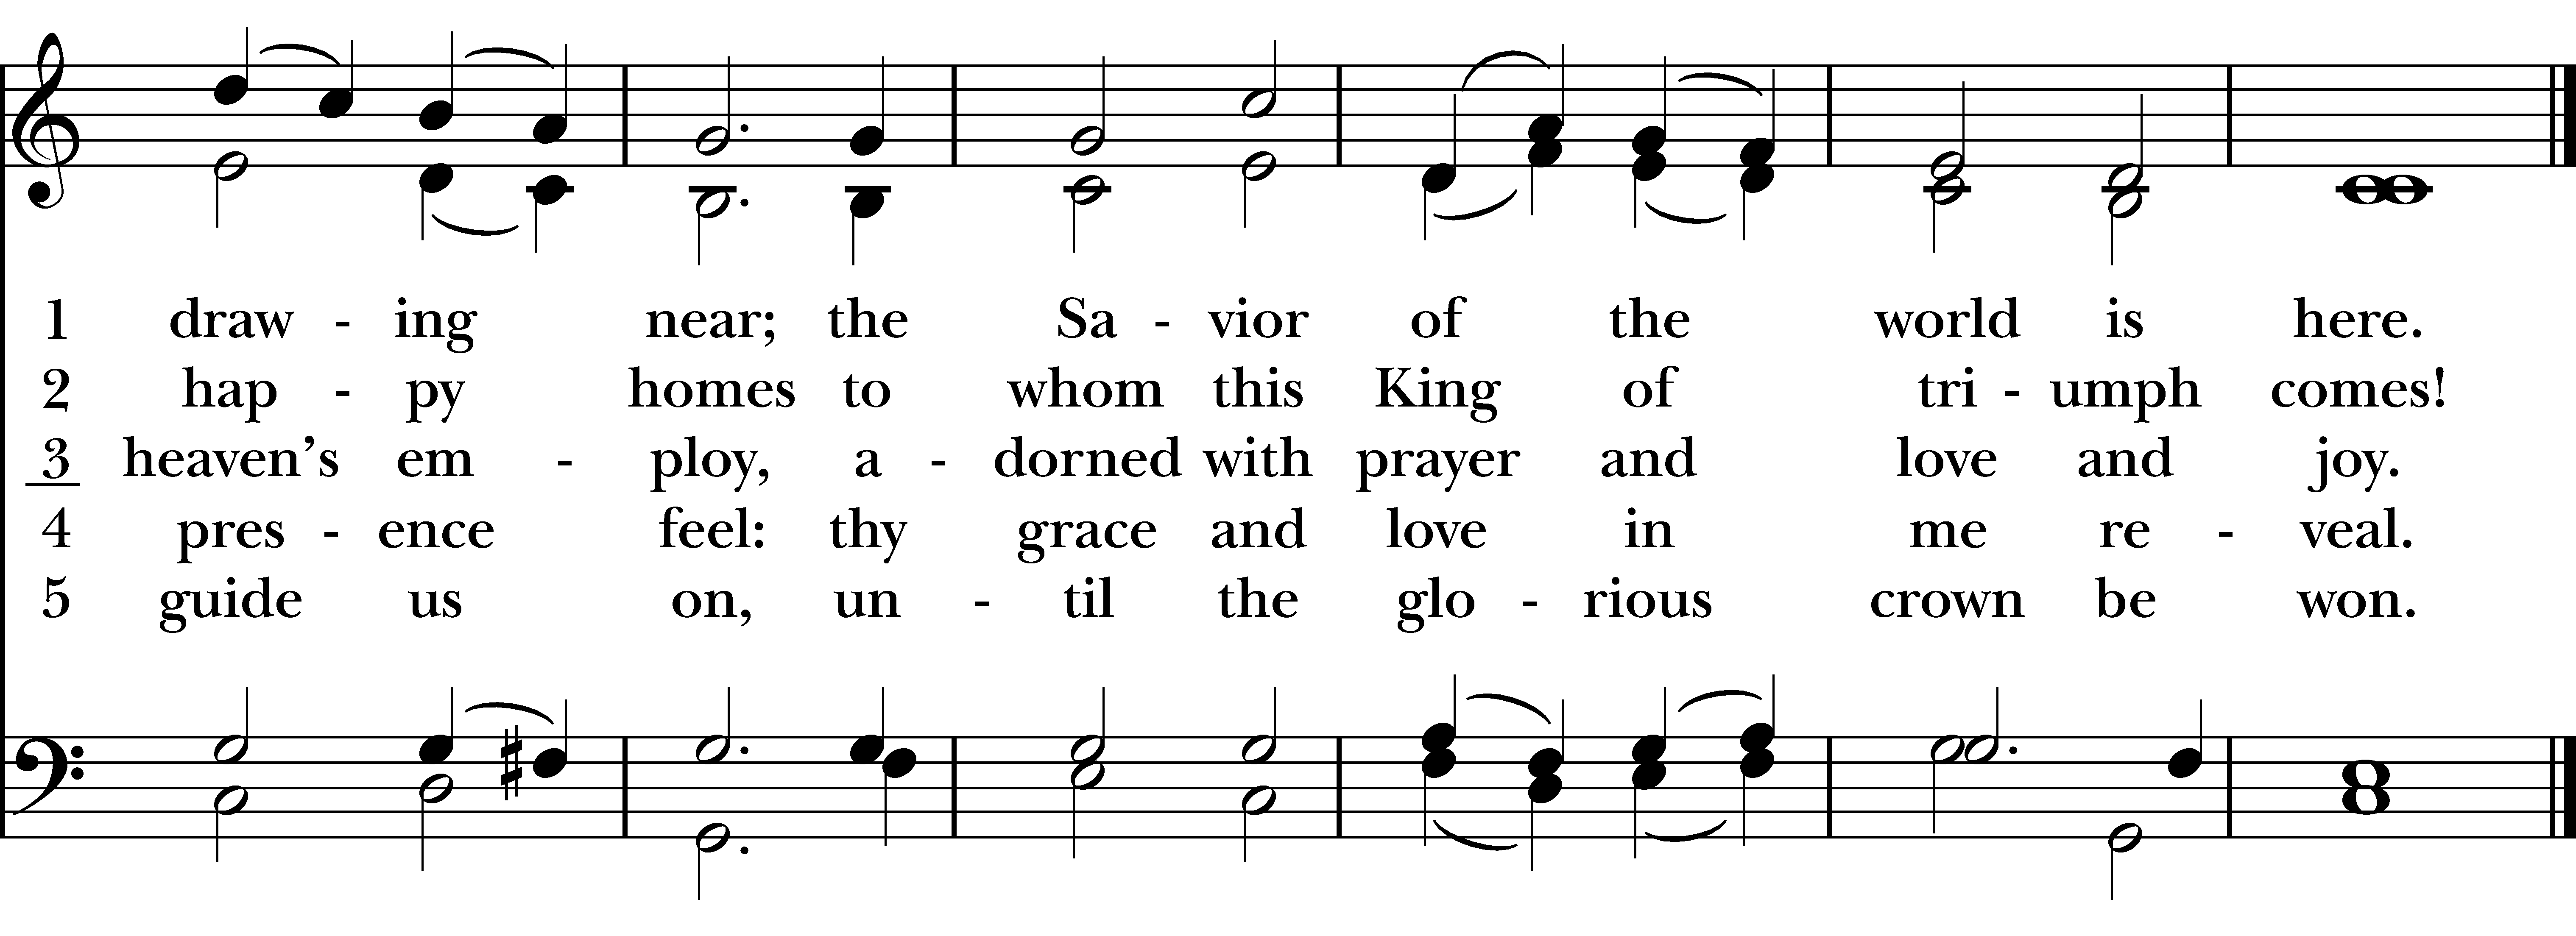 1 draw - ing near; the Sa - vior of the world is here.
2 hap - py homes to whom this King of tri - umph comes!
3 heaven’s em - ploy, a - dorned with prayer and love and joy.
4 pres - ence feel: thy grace and love in me re - veal.
5 guide us on, un - til the glo - rious crown be won.